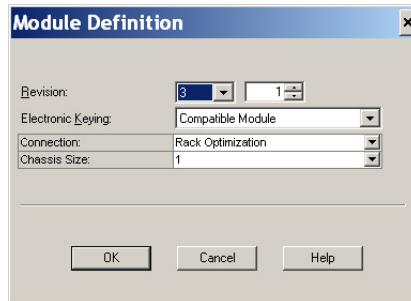 Module Definition
Revision: 3 1
Electronic Keying: Compatible Module
Connection: Rack Optimization
Chassis Size: 1
OK Cancel Help